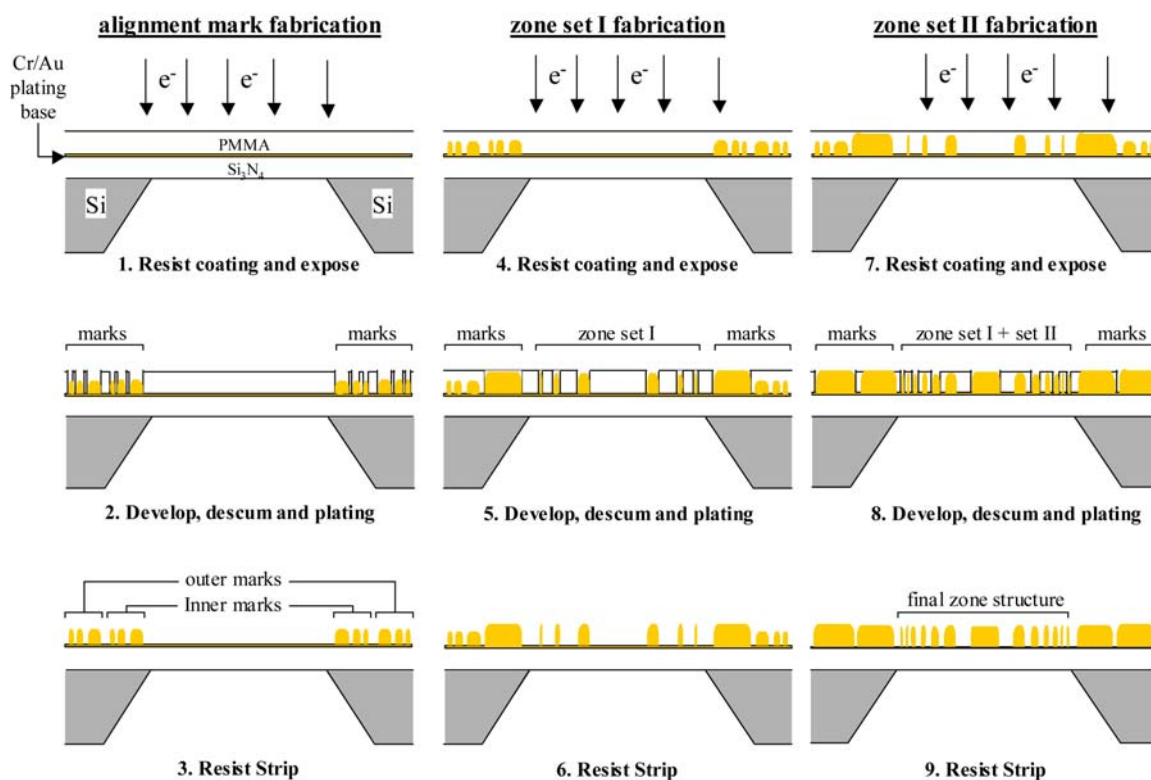 alignment mark fabrication
zone set I fabrication
zone set II fabrication
Cr/Au
plating
base
e⁻ e⁻
e⁻ e⁻
e⁻ e⁻
PMMA
Si₃N₄
Si Si
1. Resist coating and expose
4. Resist coating and expose
7. Resist coating and expose
marks marks
marks zone set I marks
marks zone set I + set II marks
2. Develop, descum and plating
5. Develop, descum and plating
8. Develop, descum and plating
outer marks
Inner marks
final zone structure
3. Resist Strip
6. Resist Strip
9. Resist Strip